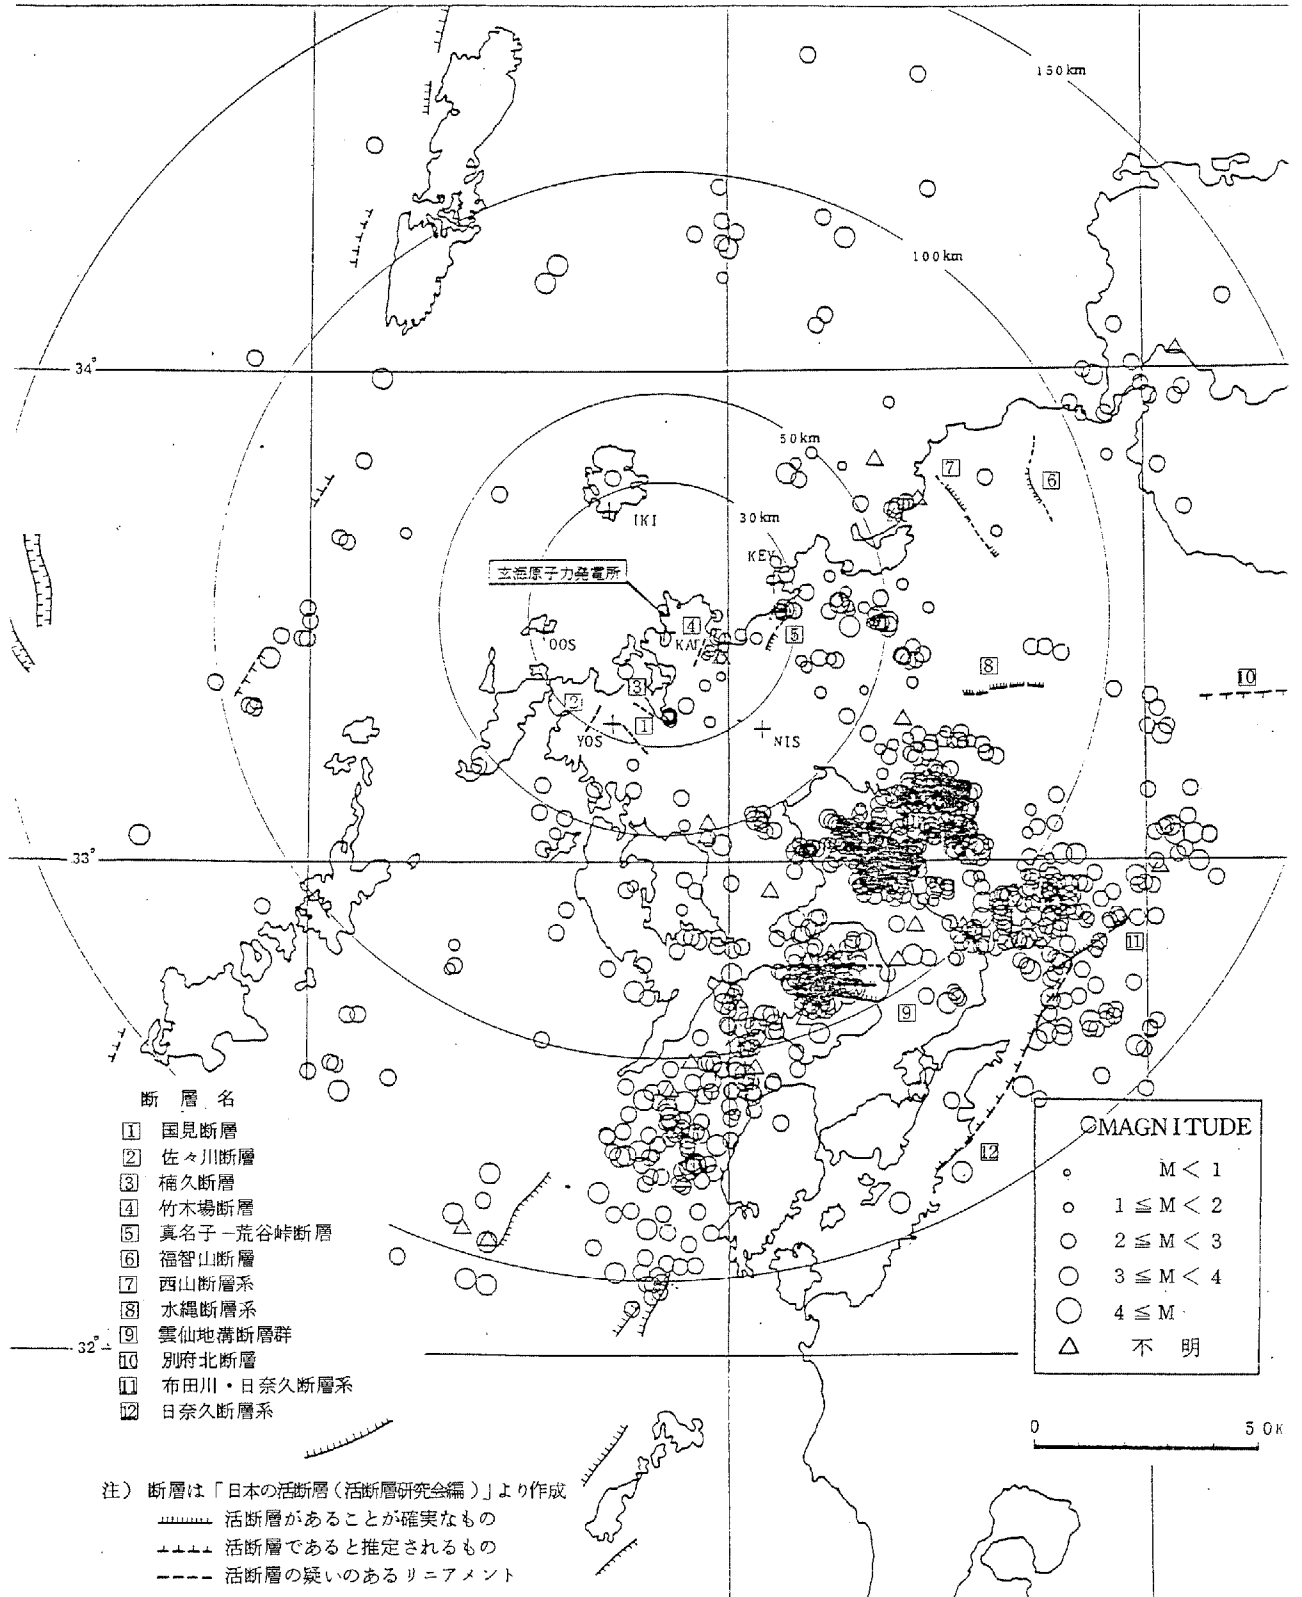 150km
100km
34°
50km
7
6
IKI
30km
KEY
玄海原子力発電所
4
5
OOS
KAR
8
10
3
2
1
YOS
NIS
33°
11
9
断層名
1 国見断層
2 佐々川断層
3 楠久断層
4 竹木場断層
5 真名子－荒谷峠断層
6 福智山断層
7 西山断層系
8 水縄断層系
9 雲仙地溝断層群
10 別府北断層
11 布田川・日奈久断層系
12 日奈久断層系
12
MAGNITUDE
M < 1
1 ≦ M < 2
2 ≦ M < 3
3 ≦ M < 4
4 ≦ M
不明
32°
0 50K
注) 断層は「日本の活断層(活断層研究会編)」より作成
活断層があることが確実なもの
活断層であると推定されるもの
活断層の疑いのあるリニアメント